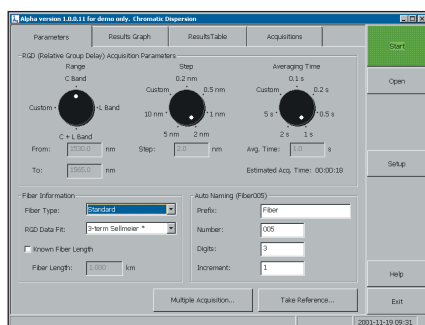 Alpha version 1.0.0.11 for demo only. Chromatic Dispersion
Parameters Results Graph ResultsTable Acquisitions
RGD (Relative Group Delay) Acquisition Parameters
Range Step Averaging Time
C Band 0.2 nm 0.1 s
Custom 0.5 nm Custom 0.2 s
Custom L Band 10 nm 1 nm 5 s 0.5 s
C + L Band 5 nm 2 nm 2 s 1 s
From: 1530.0 nm Step: 2.0 nm Avg. Time: 1.0 s
To: 1565.0 nm Estimated Acq. Time: 00:00:18
Fiber Information Auto Naming (Fiber005)
Fiber Type: Standard Prefix: Fiber
RGD Data Fit: 3-term Sellmeier * Number: 005
Known Fiber Length Digits: 3
Fiber Length: 1.000 km Increment: 1
Multiple Acquisition... Take Reference...
Start
Open
Setup
Help
Exit
2001-11-19 09:31